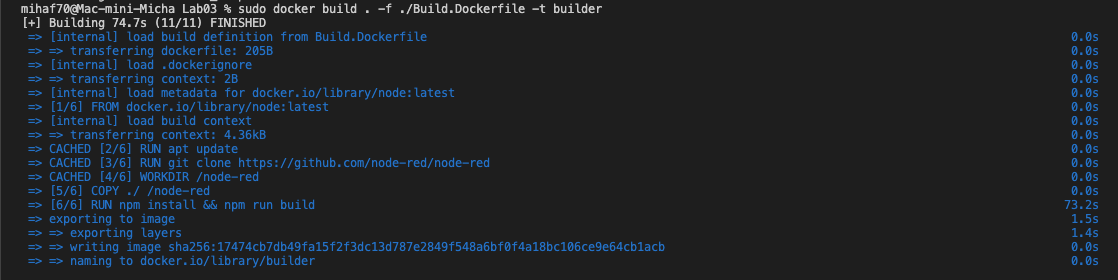 mihaf70@Mac-mini-Micha Lab03 % sudo docker build . -f ./Build.Dockerfile -t builder
[+] Building 74.7s (11/11) FINISHED
=> [internal] load build definition from Build.Dockerfile 0.0s
=> => transferring dockerfile: 205B 0.0s
=> [internal] load .dockerignore 0.0s
=> => transferring context: 2B 0.0s
=> [internal] load metadata for docker.io/library/node:latest 0.0s
=> [1/6] FROM docker.io/library/node:latest 0.0s
=> [internal] load build context 0.0s
=> => transferring context: 4.36kB 0.0s
=> CACHED [2/6] RUN apt update 0.0s
=> CACHED [3/6] RUN git clone https://github.com/node-red/node-red 0.0s
=> CACHED [4/6] WORKDIR /node-red 0.0s
=> [5/6] COPY ./ /node-red 0.0s
=> [6/6] RUN npm install && npm run build 73.2s
=> exporting to image 1.5s
=> => exporting layers 1.4s
=> => writing image sha256:17474cb7db49fa15f2f3dc13d787e2849f548a6bf0f4a18bc106ce9e64cb1acb 0.0s
=> => naming to docker.io/library/builder 0.0s